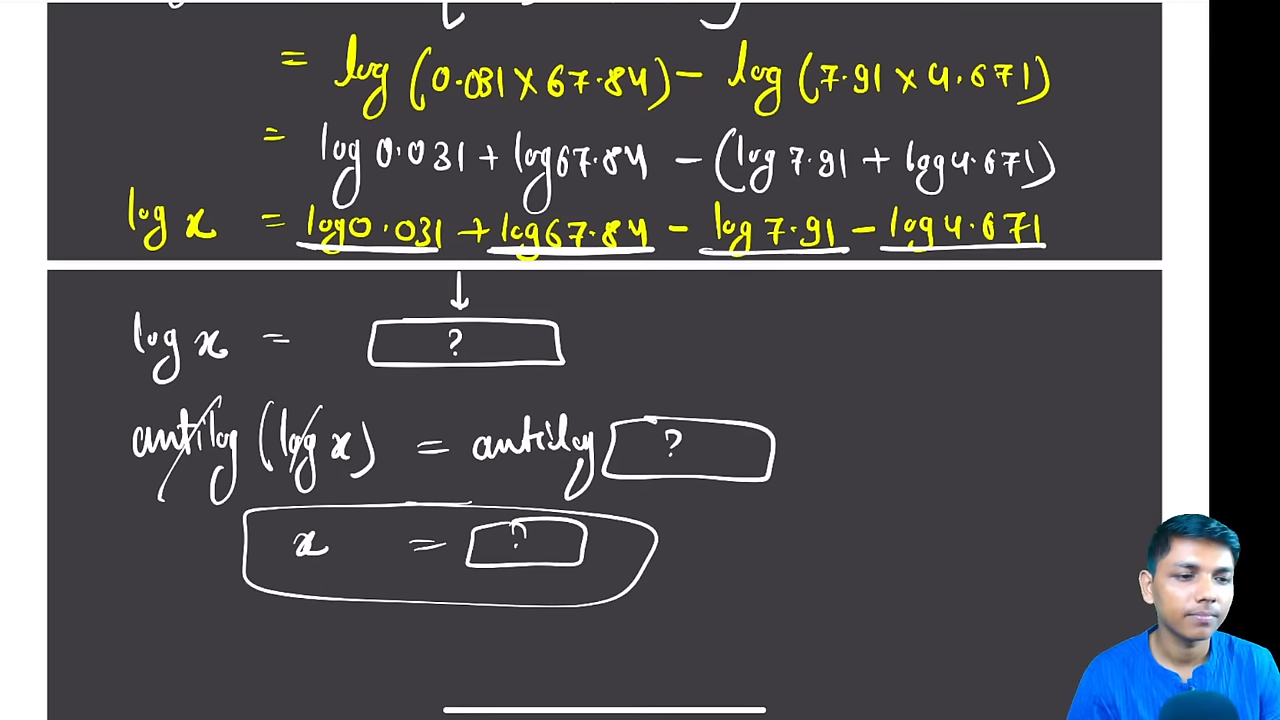 = log (0.031 × 67.84) − log (7.91 × 4.671)
= log 0.031 + log 67.84 − (log 7.91 + log 4.671)
log x = log 0.031 + log 67.84 − log 7.91 − log 4.671
↓
log x = ?
antilog (log x) = antilog ?
x = ?